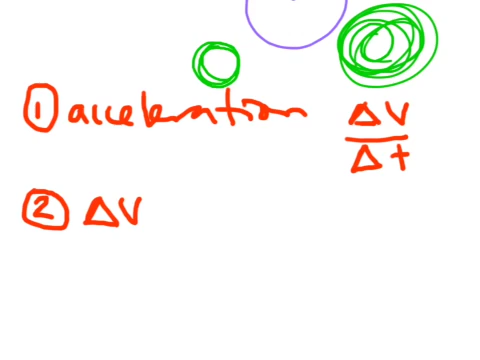 ① acceleration ΔV/Δt
② ΔV